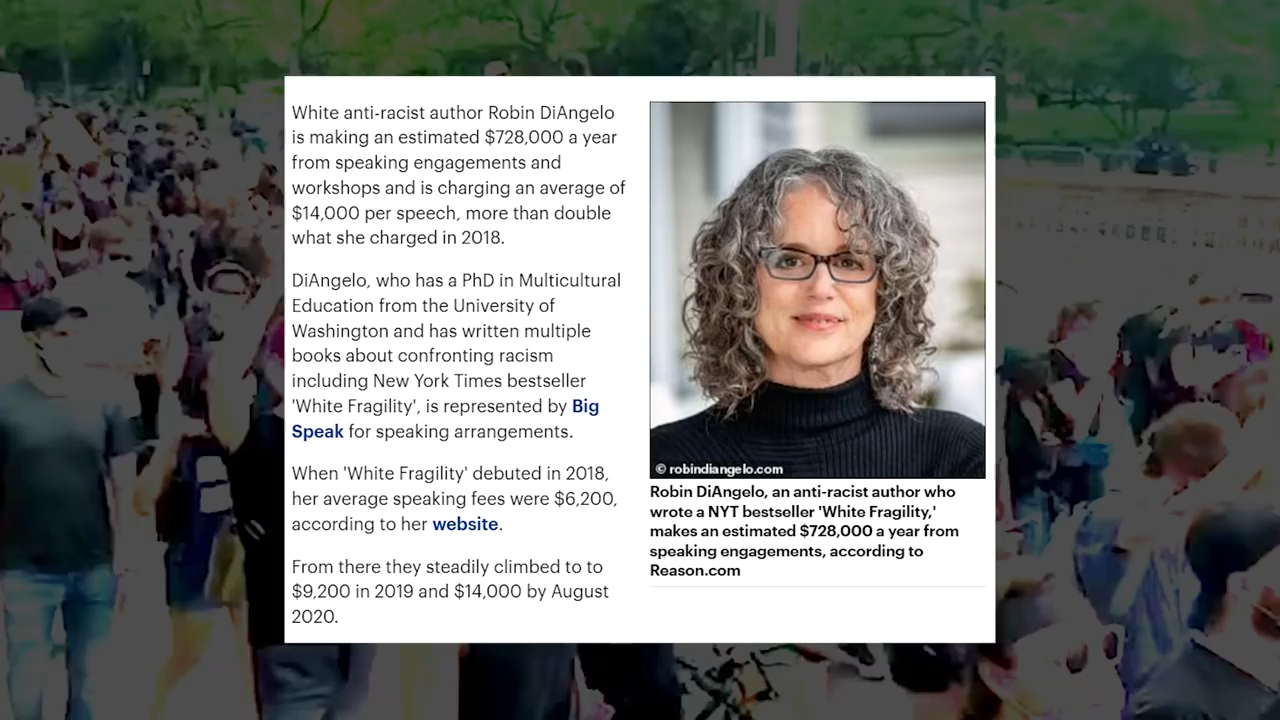 White anti-racist author Robin DiAngelo
is making an estimated $728,000 a year
from speaking engagements and
workshops and is charging an average of
$14,000 per speech, more than double
what she charged in 2018.
DiAngelo, who has a PhD in Multicultural
Education from the University of
Washington and has written multiple
books about confronting racism
including New York Times bestseller
'White Fragility', is represented by Big
Speak for speaking arrangements.
When 'White Fragility' debuted in 2018,
her average speaking fees were $6,200,
according to her website.
From there they steadily climbed to to
$9,200 in 2019 and $14,000 by August
2020.
© robindiangelo.com
Robin DiAngelo, an anti-racist author who
wrote a NYT bestseller 'White Fragility,'
makes an estimated $728,000 a year from
speaking engagements, according to
Reason.com